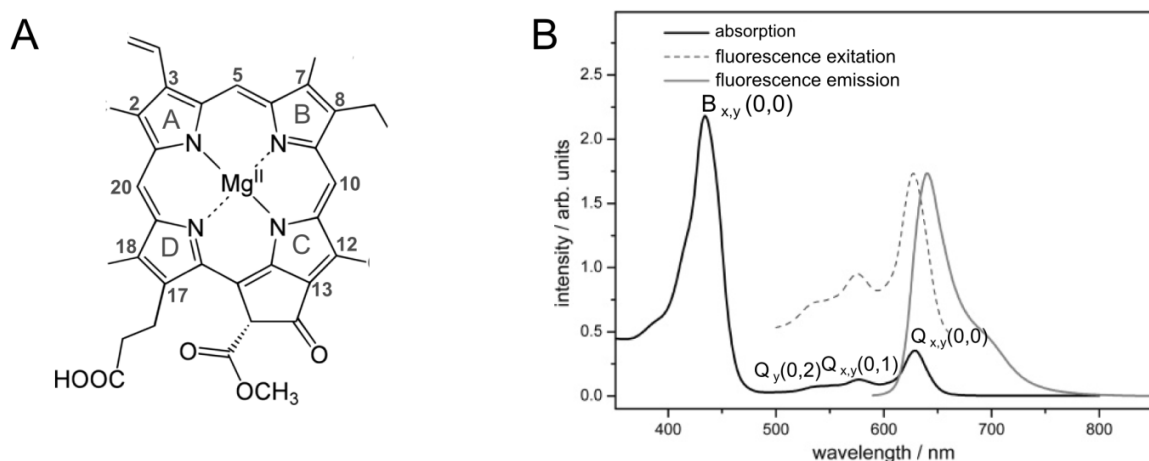 A
3
5
7
2
8
A
B
N
N
Mg^II
20
10
N
N
D
C
18
12
17
13
O
O
HOOC
OCH₃
B
absorption
fluorescence exitation
fluorescence emission
B x,y (0,0)
Q y(0,2) Q x,y(0,1)
Q x,y(0,0)
intensity / arb. units
2.5
2.0
1.5
1.0
0.5
0.0
400 500 600 700 800
wavelength / nm